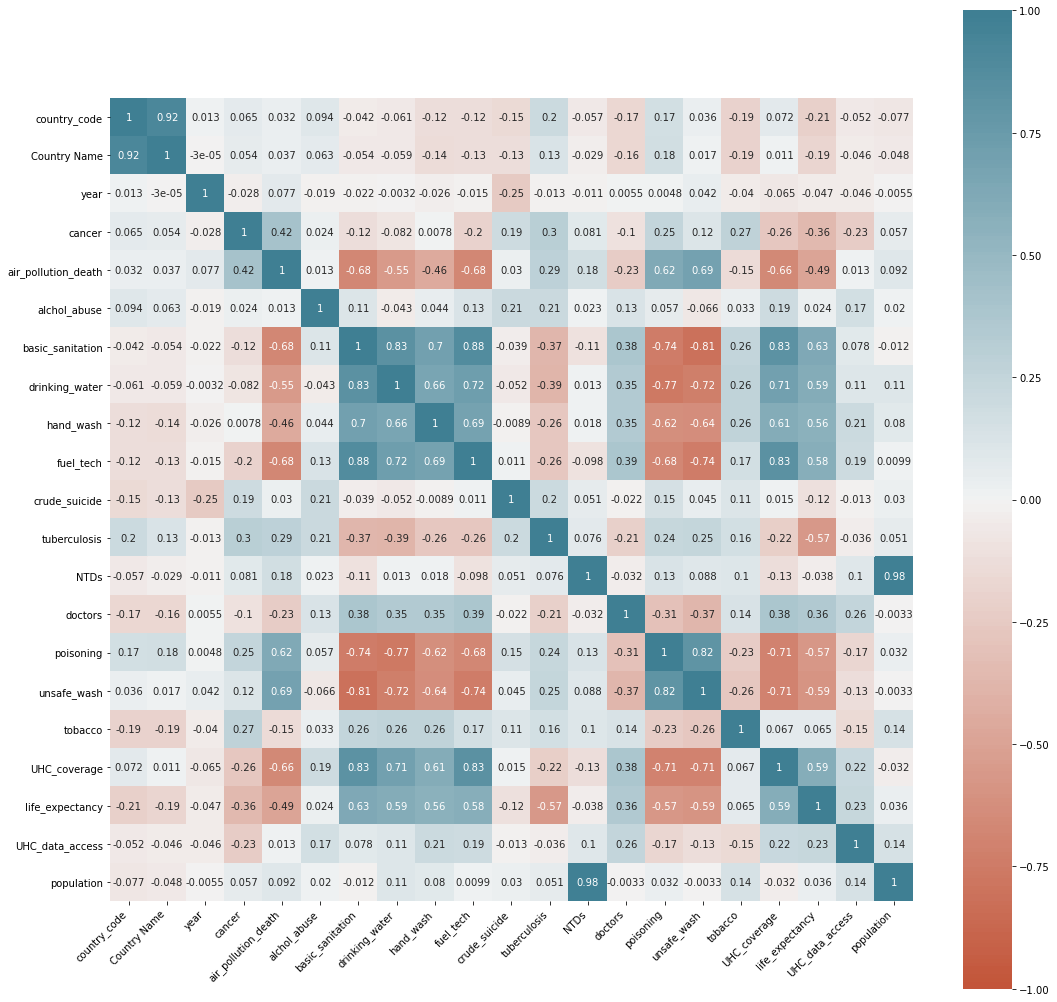 country_code 1 0.92 0.013 0.065 0.032 0.094 -0.042 -0.061 -0.12 -0.12 -0.15 0.2 -0.057 -0.17 0.17 0.036 -0.19 0.072 -0.21 -0.052 -0.077
Country Name 0.92 1 -3e-05 0.054 0.037 0.063 -0.054 -0.059 -0.14 -0.13 -0.13 0.13 -0.029 -0.16 0.18 0.017 -0.19 0.011 -0.19 -0.046 -0.048
year 0.013 -3e-05 1 -0.028 0.077 -0.019 -0.022 -0.0032 -0.026 -0.015 -0.25 -0.013 -0.011 0.0055 0.0048 0.042 -0.04 -0.065 -0.047 -0.046 -0.0055
cancer 0.065 0.054 -0.028 1 0.42 0.024 -0.12 -0.082 0.0078 -0.2 0.19 0.3 0.081 -0.1 0.25 0.12 0.27 -0.26 -0.36 -0.23 0.057
air_pollution_death 0.032 0.037 0.077 0.42 1 0.013 -0.68 -0.55 -0.46 -0.68 0.03 0.29 0.18 -0.23 0.62 0.69 -0.15 -0.66 -0.49 0.013 0.092
alchol_abuse 0.094 0.063 -0.019 0.024 0.013 1 0.11 -0.043 0.044 0.13 0.21 0.21 0.023 0.13 0.057 -0.066 0.033 0.19 0.024 0.17 0.02
basic_sanitation -0.042 -0.054 -0.022 -0.12 -0.68 0.11 1 0.83 0.7 0.88 -0.039 -0.37 -0.11 0.38 -0.74 -0.81 0.26 0.83 0.63 0.078 -0.012
drinking_water -0.061 -0.059 -0.0032 -0.082 -0.55 -0.043 0.83 1 0.66 0.72 -0.052 -0.39 0.013 0.35 -0.77 -0.72 0.26 0.71 0.59 0.11 0.11
hand_wash -0.12 -0.14 -0.026 0.0078 -0.46 0.044 0.7 0.66 1 0.69 -0.0089 -0.26 0.018 0.35 -0.62 -0.64 0.26 0.61 0.56 0.21 0.08
fuel_tech -0.12 -0.13 -0.015 -0.2 -0.68 0.13 0.88 0.72 0.69 1 0.011 -0.26 -0.098 0.39 -0.68 -0.74 0.17 0.83 0.58 0.19 0.0099
crude_suicide -0.15 -0.13 -0.25 0.19 0.03 0.21 -0.039 -0.052 -0.0089 0.011 1 0.2 0.051 -0.022 0.15 0.045 0.11 0.015 -0.12 -0.013 0.03
tuberculosis 0.2 0.13 -0.013 0.3 0.29 0.21 -0.37 -0.39 -0.26 -0.26 0.2 1 0.076 -0.21 0.24 0.25 0.16 -0.22 -0.57 -0.036 0.051
NTDs -0.057 -0.029 -0.011 0.081 0.18 0.023 -0.11 0.013 0.018 -0.098 0.051 0.076 1 -0.032 0.13 0.088 0.1 -0.13 -0.038 0.1 0.98
doctors -0.17 -0.16 0.0055 -0.1 -0.23 0.13 0.38 0.35 0.35 0.39 -0.022 -0.21 -0.032 1 -0.31 -0.37 0.14 0.38 0.36 0.26 -0.0033
poisoning 0.17 0.18 0.0048 0.25 0.62 0.057 -0.74 -0.77 -0.62 -0.68 0.15 0.24 0.13 -0.31 1 0.82 -0.23 -0.71 -0.57 -0.17 0.032
unsafe_wash 0.036 0.017 0.042 0.12 0.69 -0.066 -0.81 -0.72 -0.64 -0.74 0.045 0.25 0.088 -0.37 0.82 1 -0.26 -0.71 -0.59 -0.13 -0.0033
tobacco -0.19 -0.19 -0.04 0.27 -0.15 0.033 0.26 0.26 0.26 0.17 0.11 0.16 0.1 0.14 -0.23 -0.26 1 0.067 0.065 -0.15 0.14
UHC_coverage 0.072 0.011 -0.065 -0.26 -0.66 0.19 0.83 0.71 0.61 0.83 0.015 -0.22 -0.13 0.38 -0.71 -0.71 0.067 1 0.59 0.22 -0.032
life_expectancy -0.21 -0.19 -0.047 -0.36 -0.49 0.024 0.63 0.59 0.56 0.58 -0.12 -0.57 -0.038 0.36 -0.57 -0.59 0.065 0.59 1 0.23 0.036
UHC_data_access -0.052 -0.046 -0.046 -0.23 0.013 0.17 0.078 0.11 0.21 0.19 -0.013 -0.036 0.1 0.26 -0.17 -0.13 -0.15 0.22 0.23 1 0.14
population -0.077 -0.048 -0.0055 0.057 0.092 0.02 -0.012 0.11 0.08 0.0099 0.03 0.051 0.98 -0.0033 0.032 -0.0033 0.14 -0.032 0.036 0.14 1
country_code Country Name year cancer air_pollution_death alchol_abuse basic_sanitation drinking_water hand_wash fuel_tech crude_suicide tuberculosis NTDs doctors poisoning unsafe_wash tobacco UHC_coverage life_expectancy UHC_data_access population
1.00
0.75
0.50
0.25
0.00
−0.25
−0.50
−0.75
−1.00